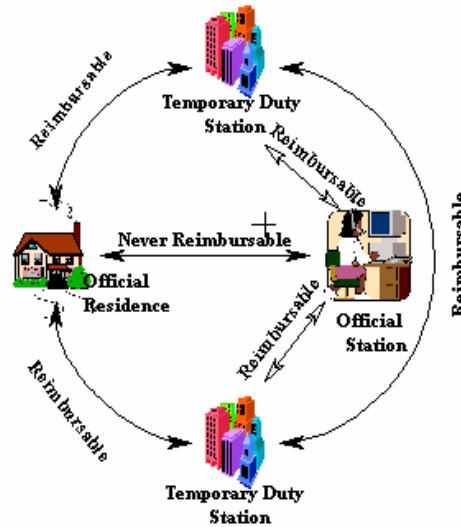 Reimbursable
Temporary Duty
Station
Reimbursable
Reimbursable
Never Reimbursable
Official
Residence
Official
Station
Reimbursable
Reimbursable
Temporary Duty
Station